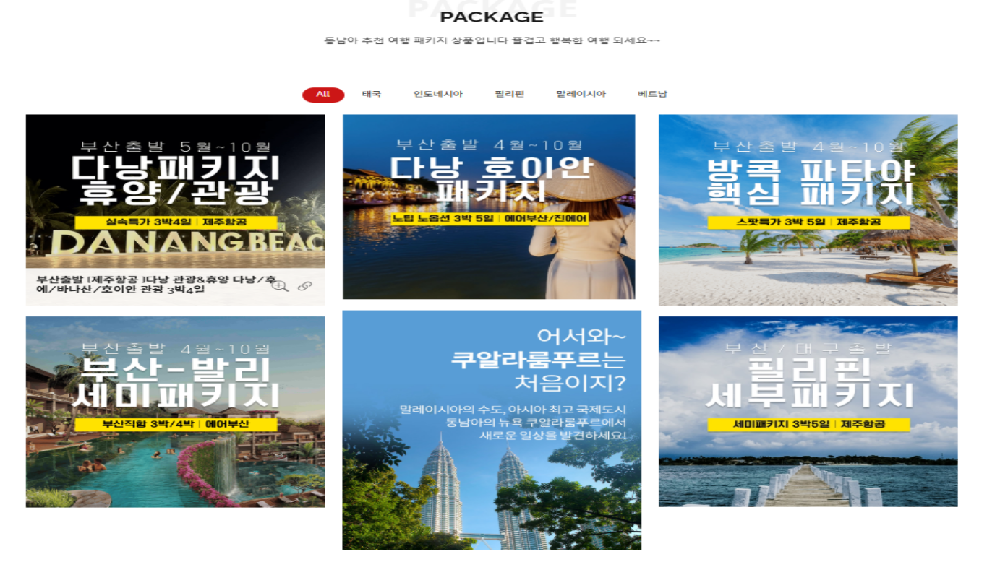 PACKAGE
PACKAGE
동남아 추천 여행 패키지 상품입니다 즐겁고 행복한 여행 되세요~~
All 태국 인도네시아 필리핀 말레이시아 베트남
부산출발 5월~10월
다낭패키지
휴양/관광
실속특가 3박4일 | 제주항공
DANANG BEAC
부산출발 [제주항공 ]다낭 관광&휴양 다낭/후
에/바나산/호이안 관광 3박4일
부산출발 4월~10월
다낭 호이안
패키지
노팁 노옵션 3박 5일 | 에어부산/진에어
부산출발 4월~10월
방콕 파타야
핵심 패키지
스팟특가 3박 5일 | 제주항공
부산출발 4월~10월
부산-발리
세미패키지
부산직항 3박/4박 | 에어부산
어서와~
쿠알라룸푸르는
처음이지?
말레이시아의 수도, 아시아 최고 국제도시
동남아의 뉴욕 쿠알라룸푸르에서
새로운 일상을 발견하세요!
부산/대구출발
필리핀
세부패키지
세미패키지 3박5일 | 제주항공